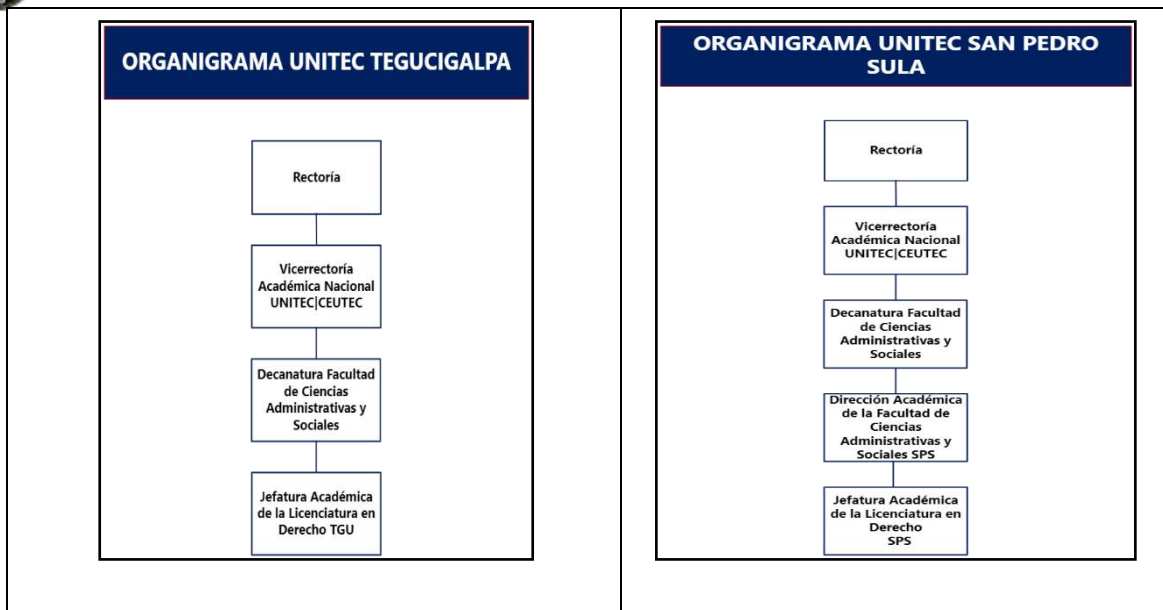 ORGANIGRAMA UNITEC TEGUCIGALPA
Rectoría
Vicerrectoría
Académica Nacional
UNITEC|CEUTEC
Decanatura Facultad
de Ciencias
Administrativas y
Sociales
Jefatura Académica
de la Licenciatura en
Derecho TGU
ORGANIGRAMA UNITEC SAN PEDRO
SULA
Rectoría
Vicerrectoría
Académica Nacional
UNITEC|CEUTEC
Decanatura Facultad
de Ciencias
Administrativas y
Sociales
Dirección Académica
de la Facultad de
Ciencias
Administrativas y
Sociales SPS
Jefatura Académica
de la Licenciatura en
Derecho
SPS